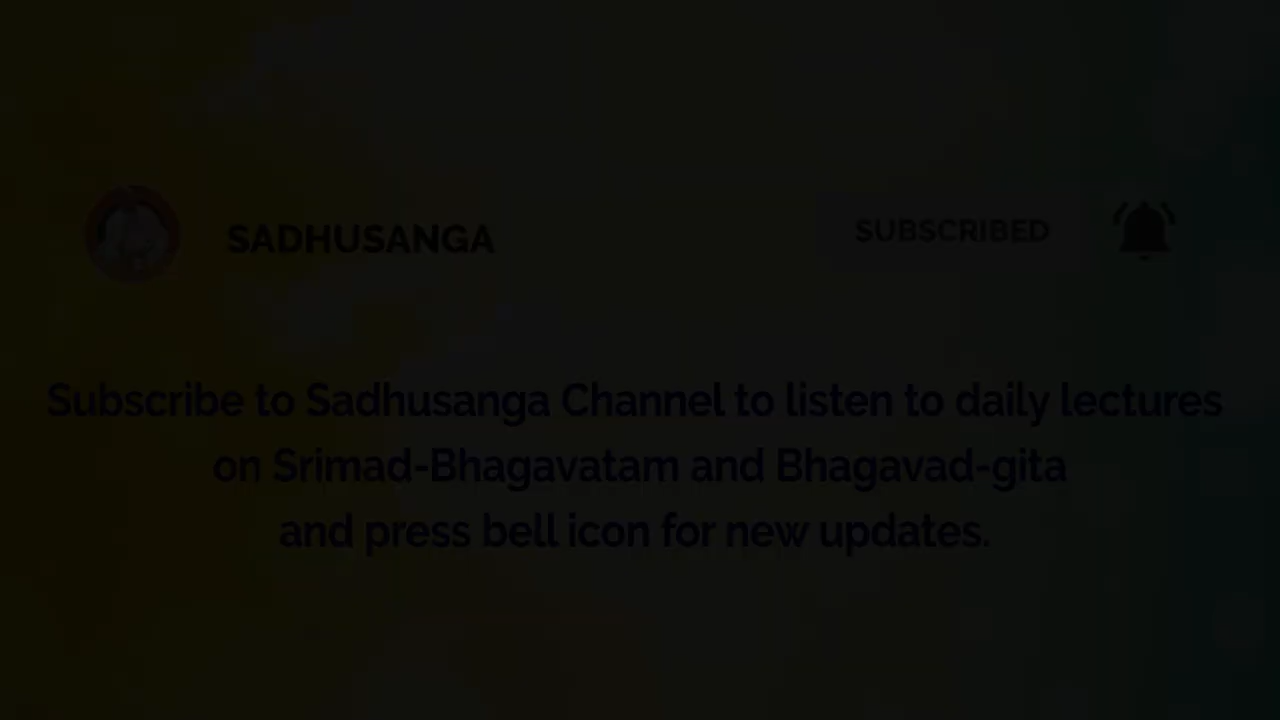 SADHUSANGA
SUBSCRIBED
Subscribe to Sadhusanga Channel to listen to daily lectures
on Srimad-Bhagavatam and Bhagavad-gita
and press bell icon for new updates.